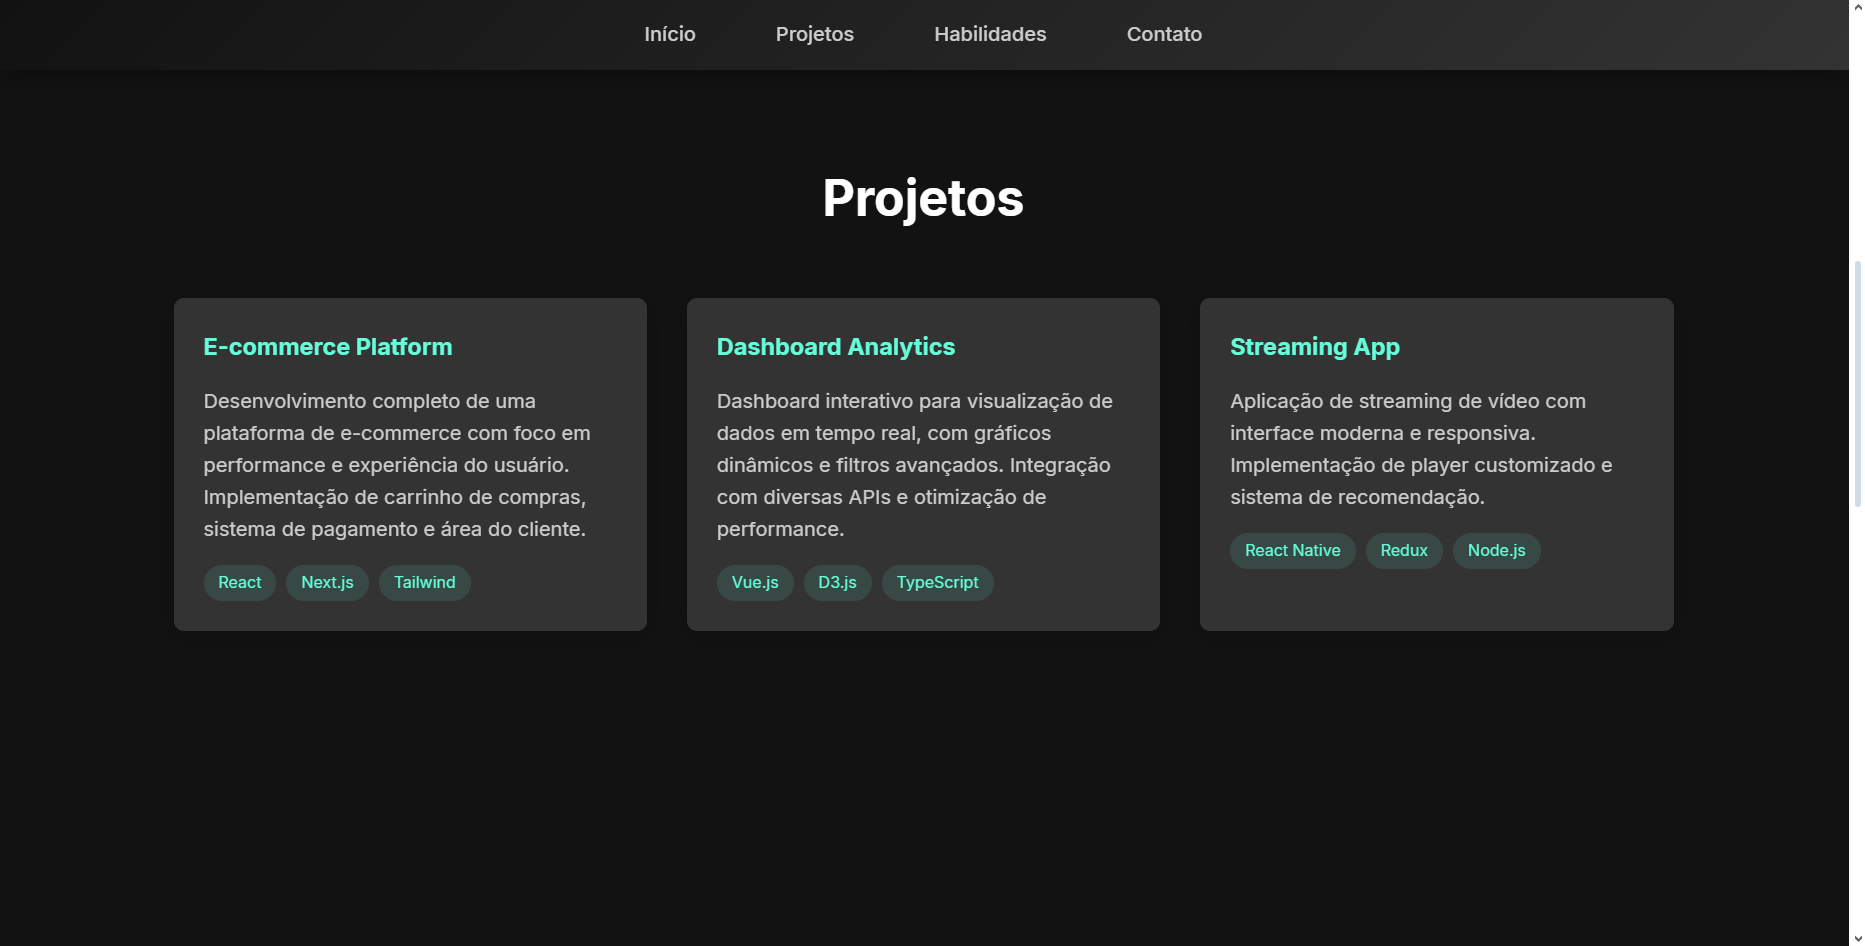 Início Projetos Habilidades Contato
Projetos
E-commerce Platform
Desenvolvimento completo de uma
plataforma de e-commerce com foco em
performance e experiência do usuário.
Implementação de carrinho de compras,
sistema de pagamento e área do cliente.
React Next.js Tailwind
Dashboard Analytics
Dashboard interativo para visualização de
dados em tempo real, com gráficos
dinâmicos e filtros avançados. Integração
com diversas APIs e otimização de
performance.
Vue.js D3.js TypeScript
Streaming App
Aplicação de streaming de vídeo com
interface moderna e responsiva.
Implementação de player customizado e
sistema de recomendação.
React Native Redux Node.js